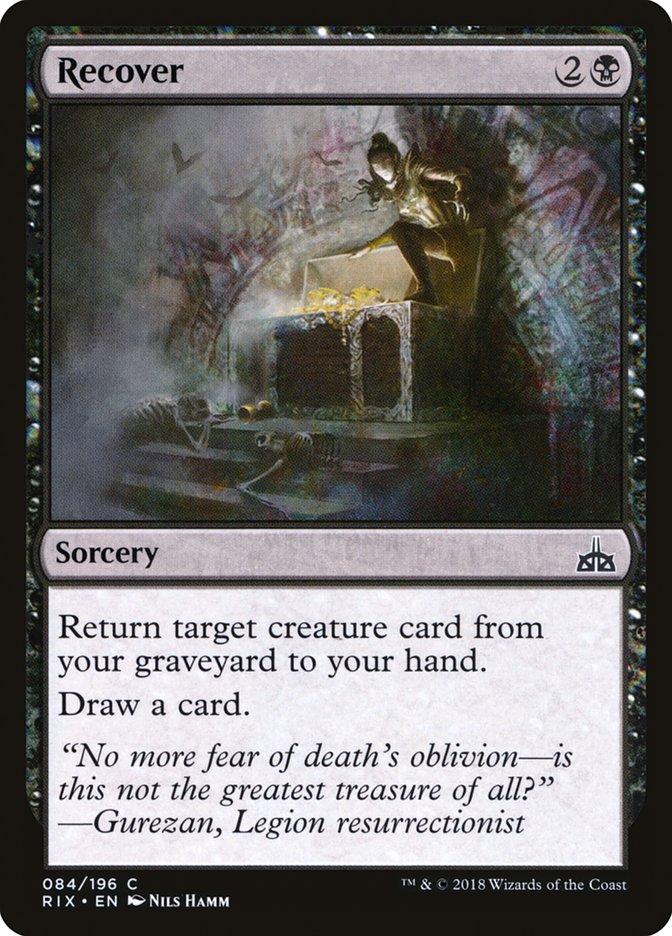 Recover 2
Sorcery
Return target creature card from
your graveyard to your hand.
Draw a card.
“No more fear of death’s oblivion—is
this not the greatest treasure of all?”
—Gurezan, Legion resurrectionist
084/196 C
RIX • EN Nils Hamm
™ & © 2018 Wizards of the Coast